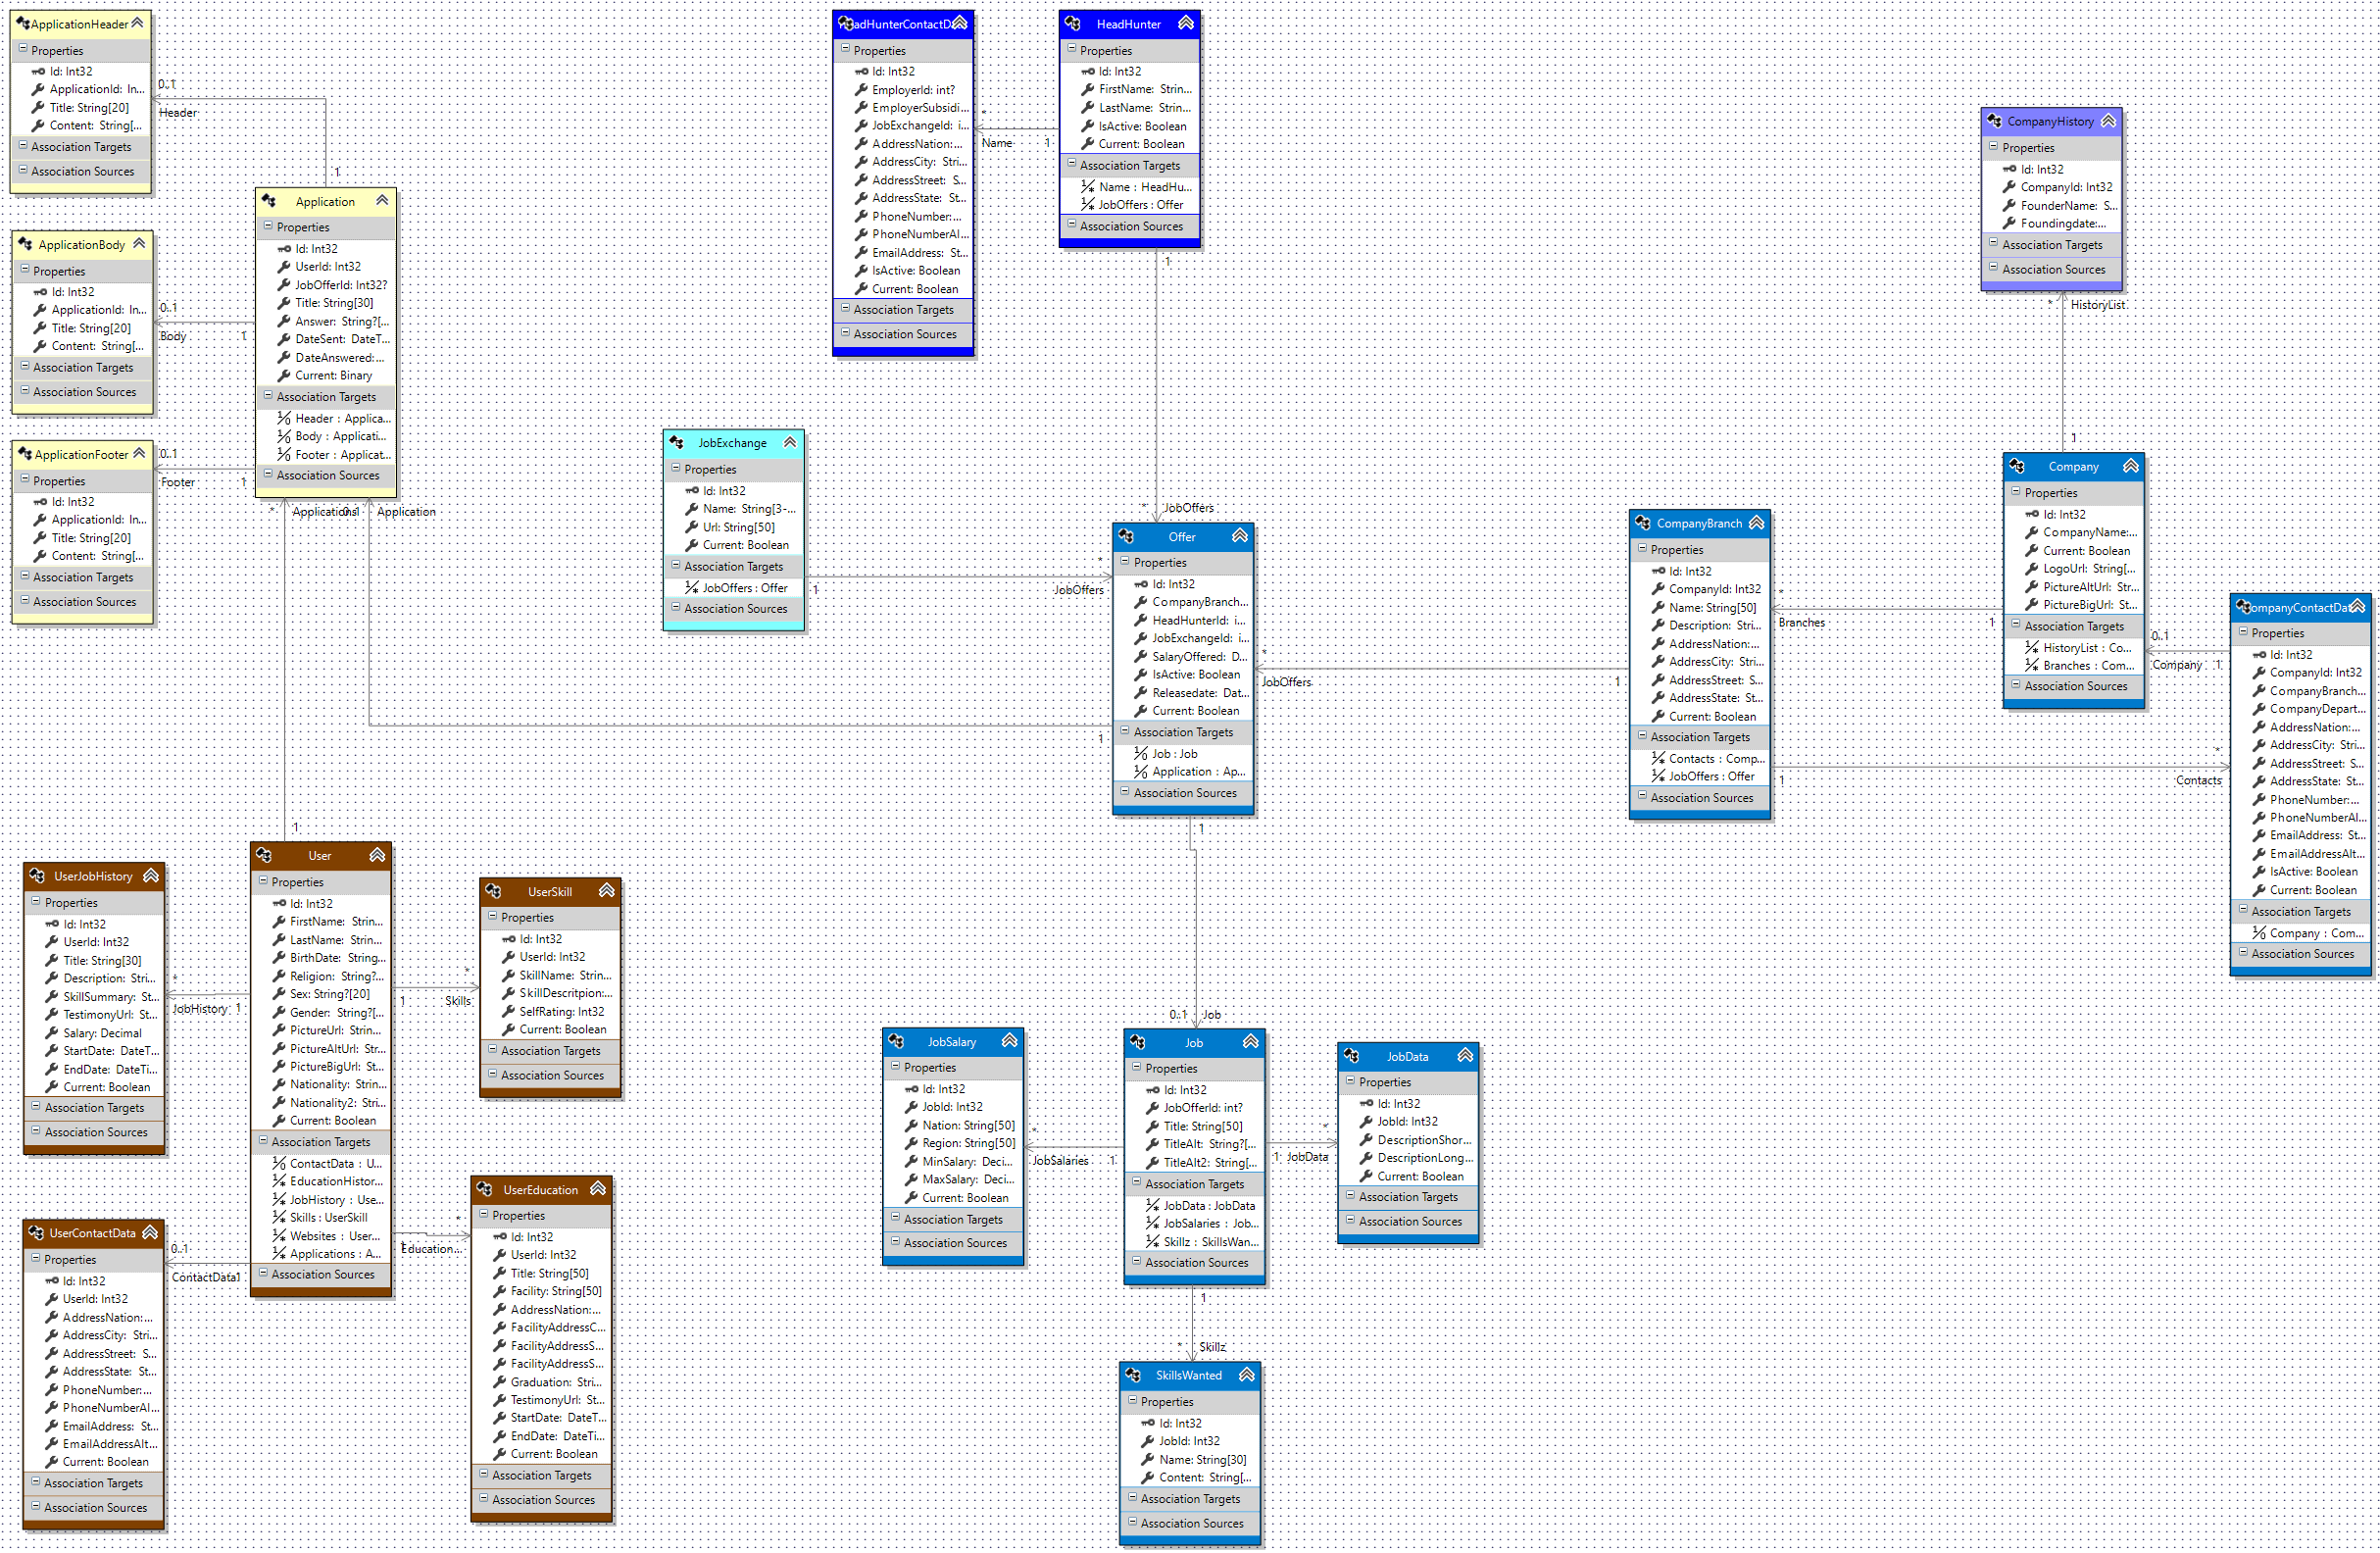 ApplicationHeader
Properties
Id: Int32
ApplicationId: In...
Title: String[20]
Content: String[...
Association Targets
Association Sources
0..1
Header
1
ApplicationBody
Properties
Id: Int32
ApplicationId: In...
Title: String[20]
Content: String[...
Association Targets
Association Sources
0..1
Body
1
ApplicationFooter
Properties
Id: Int32
ApplicationId: In...
Title: String[20]
Content: String[...
Association Targets
Association Sources
0..1
Footer
1
Application
Properties
Id: Int32
UserId: Int32
JobOfferId: Int32?
Title: String[30]
Answer: String?[...
DateSent: DateT...
DateAnswered:...
Current: Binary
Association Targets
Header : Applica...
Body : Applicati...
Footer : Applicat...
Association Sources
*
Applications
0..1
Application
1
HeadHunterContactDa
Properties
Id: Int32
EmployerId: int?
EmployerSubsidi...
JobExchangeId: i...
AddressNation:...
AddressCity: Stri...
AddressStreet: S...
AddressState: St...
PhoneNumber:...
PhoneNumberAl...
EmailAddress: St...
IsActive: Boolean
Current: Boolean
Association Targets
Association Sources
*
Name
1
HeadHunter
Properties
Id: Int32
FirstName: Strin...
LastName: Strin...
IsActive: Boolean
Current: Boolean
Association Targets
Name : HeadHu...
JobOffers : Offer
Association Sources
1
*
JobOffers
JobExchange
Properties
Id: Int32
Name: String[3-...
Url: String[50]
Current: Boolean
Association Targets
JobOffers : Offer
Association Sources
1
*
JobOffers
Offer
Properties
Id: Int32
CompanyBranch...
HeadHunterId: i...
JobExchangeId: i...
SalaryOffered: D...
IsActive: Boolean
Releasedate: Dat...
Current: Boolean
Association Targets
Job : Job
Application : Ap...
Association Sources
1
1
*
JobOffers
1
CompanyBranch
Properties
Id: Int32
CompanyId: Int32
Name: String[50]
Description: Stri...
AddressNation:...
AddressCity: Stri...
AddressStreet: S...
AddressState: St...
Current: Boolean
Association Targets
Contacts : Comp...
JobOffers : Offer
Association Sources
*
Branches
1
1
*
Contacts
CompanyHistory
Properties
Id: Int32
CompanyId: Int32
FounderName: S...
Foundingdate:...
Association Targets
Association Sources
*
HistoryList
1
Company
Properties
Id: Int32
CompanyName:...
Current: Boolean
LogoUrl: String[...
PictureAltUrl: Str...
PictureBigUrl: St...
Association Targets
HistoryList : Co...
Branches : Com...
Association Sources
0..1
Company
1
CompanyContactData
Properties
Id: Int32
CompanyId: Int32
CompanyBranch...
CompanyDepart...
AddressNation:...
AddressCity: Stri...
AddressStreet: S...
AddressState: St...
PhoneNumber:...
PhoneNumberAl...
EmailAddress: St...
EmailAddressAlt...
IsActive: Boolean
Current: Boolean
Association Targets
Company : Com...
Association Sources
UserJobHistory
Properties
Id: Int32
UserId: Int32
Title: String[30]
Description: Stri...
SkillSummary: St...
TestimonyUrl: St...
Salary: Decimal
StartDate: DateT...
EndDate: DateTi...
Current: Boolean
Association Targets
Association Sources
*
JobHistory
1
User
Properties
Id: Int32
FirstName: Strin...
LastName: Strin...
BirthDate: String...
Religion: String?...
Sex: String?[20]
Gender: String?[...
PictureUrl: Strin...
PictureAltUrl: Str...
PictureBigUrl: St...
Nationality: Strin...
Nationality2: Stri...
Current: Boolean
Association Targets
ContactData : U...
EducationHistor...
JobHistory : Use...
Skills : UserSkill
Websites : User...
Applications : A...
Association Sources
1
*
Skills
UserSkill
Properties
Id: Int32
UserId: Int32
SkillName: Strin...
SkillDescritpion:...
SelfRating: Int32
Current: Boolean
Association Targets
Association Sources
1
*
Education...
UserEducation
Properties
Id: Int32
UserId: Int32
Title: String[50]
Facility: String[50]
AddressNation:...
FacilityAddressC...
FacilityAddressS...
FacilityAddressS...
Graduation: Stri...
TestimonyUrl: St...
StartDate: DateT...
EndDate: DateTi...
Current: Boolean
Association Targets
Association Sources
0..1
ContactData
1
UserContactData
Properties
Id: Int32
UserId: Int32
AddressNation:...
AddressCity: Stri...
AddressStreet: S...
AddressState: St...
PhoneNumber:...
PhoneNumberAl...
EmailAddress: St...
EmailAddressAlt...
Current: Boolean
Association Targets
Association Sources
JobSalary
Properties
Id: Int32
JobId: Int32
Nation: String[50]
Region: String[50]
MinSalary: Deci...
MaxSalary: Deci...
Current: Boolean
Association Targets
Association Sources
*
JobSalaries
1
0..1
Job
Job
Properties
Id: Int32
JobOfferId: int?
Title: String[50]
TitleAlt: String?[...
TitleAlt2: String[...
Association Targets
JobData : JobData
JobSalaries : Job...
Skillz : SkillsWan...
Association Sources
*
1
JobData
JobData
Properties
Id: Int32
JobId: Int32
DescriptionShor...
DescriptionLong...
Current: Boolean
Association Targets
Association Sources
1
*
Skillz
SkillsWanted
Properties
Id: Int32
JobId: Int32
Name: String[30]
Content: String[...
Association Targets
Association Sources